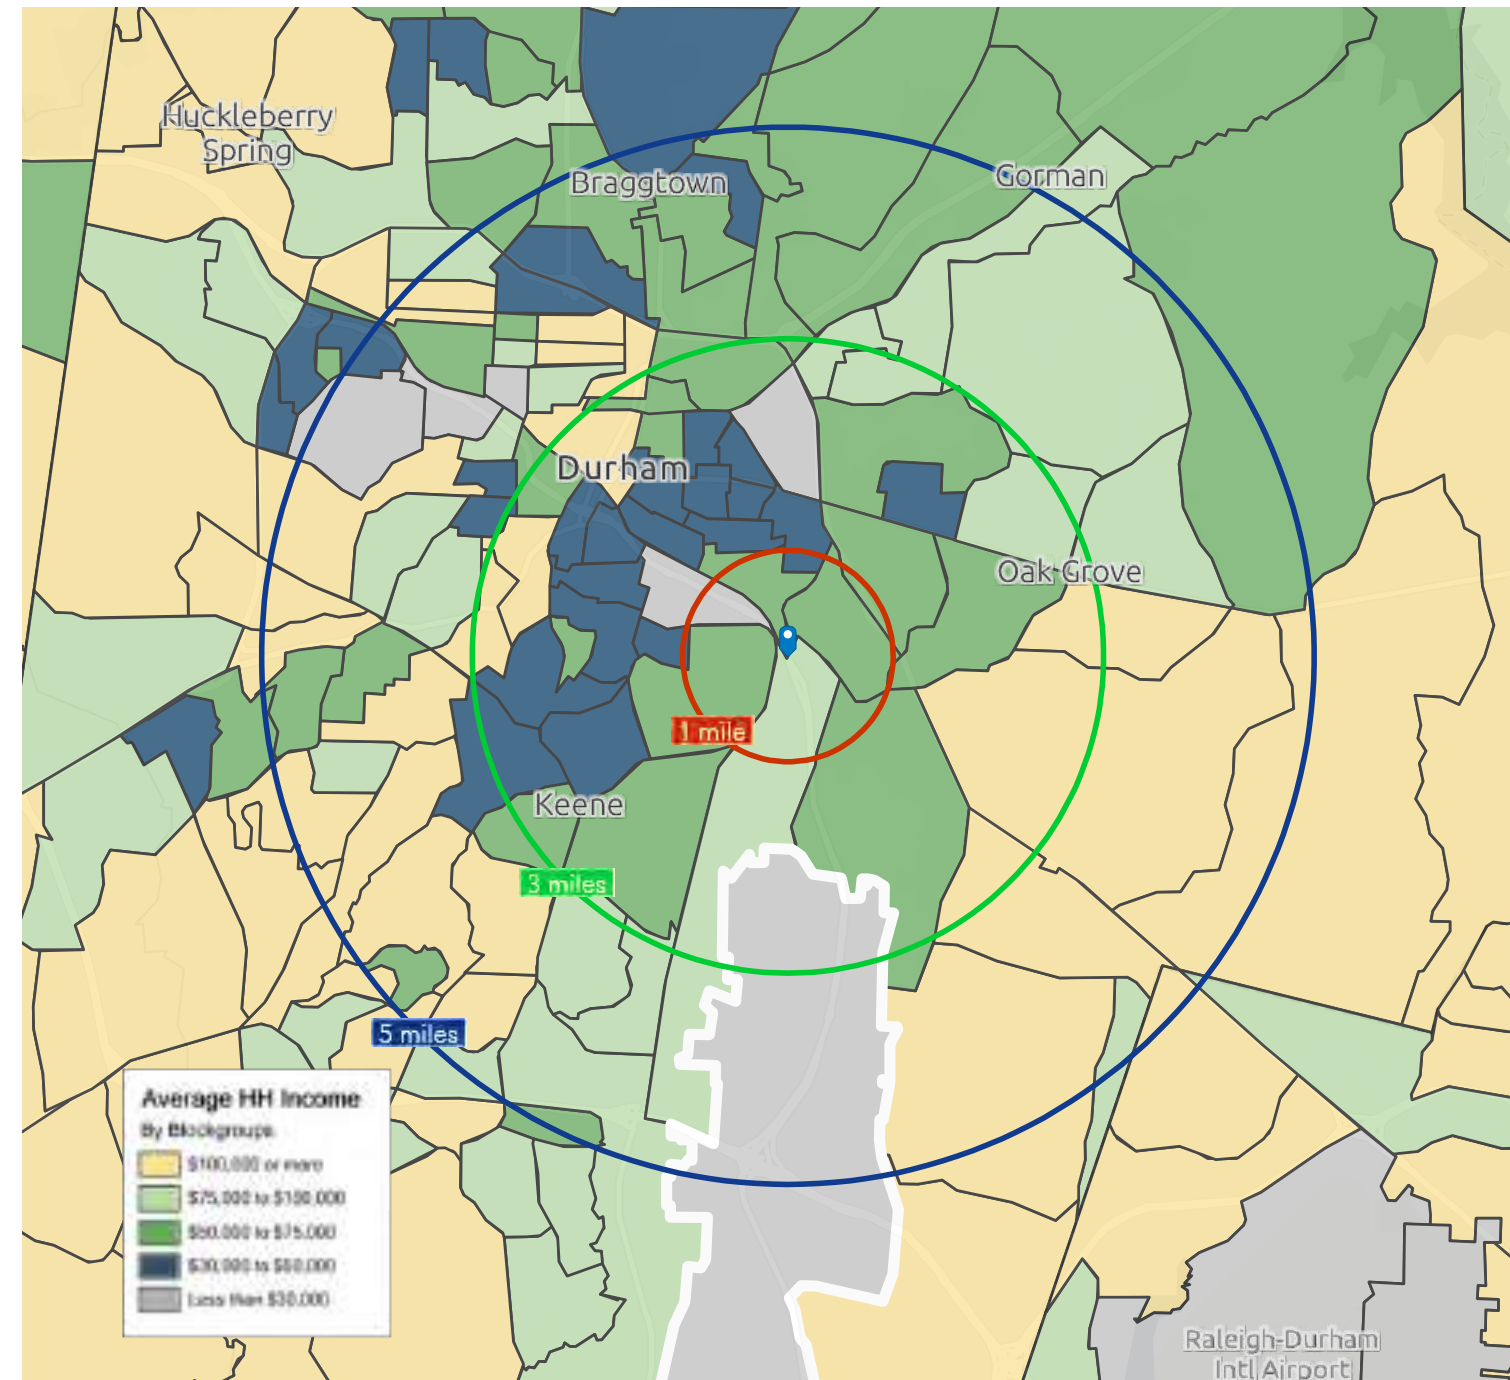 Huckleberry
Spring
Braggtown
Gorman
Durham
Oak Grove
1 mile
Keene
3 miles
5 miles
Average HH Income
By Blockgroups
$100,000 or more
$75,000 to $100,000
$50,000 to $75,000
$30,000 to $50,000
Less than $30,000
Raleigh-Durham
Intl Airport